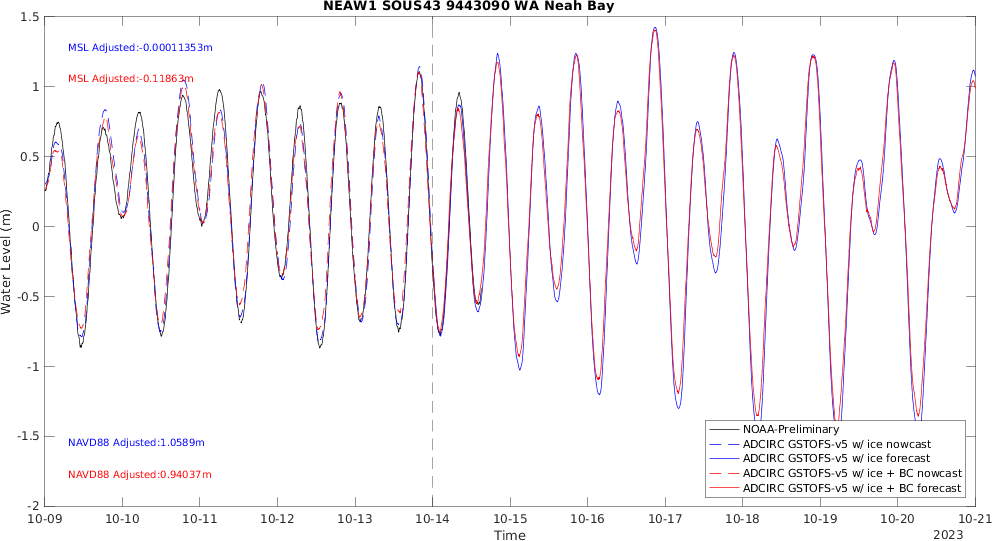 NEAW1 SOUS43 9443090 WA Neah Bay
1.5
1
0.5
0
-0.5
-1
-1.5
-2
Water Level (m)
MSL Adjusted:-0.00011353m
MSL Adjusted:-0.11863m
NAVD88 Adjusted:1.0589m
NAVD88 Adjusted:0.94037m
NOAA-Preliminary
ADCIRC GSTOFS-v5 w/ ice nowcast
ADCIRC GSTOFS-v5 w/ ice forecast
ADCIRC GSTOFS-v5 w/ ice + BC nowcast
ADCIRC GSTOFS-v5 w/ ice + BC forecast
10-09 10-10 10-11 10-12 10-13 10-14 10-15 10-16 10-17 10-18 10-19 10-20 10-21
Time
2023